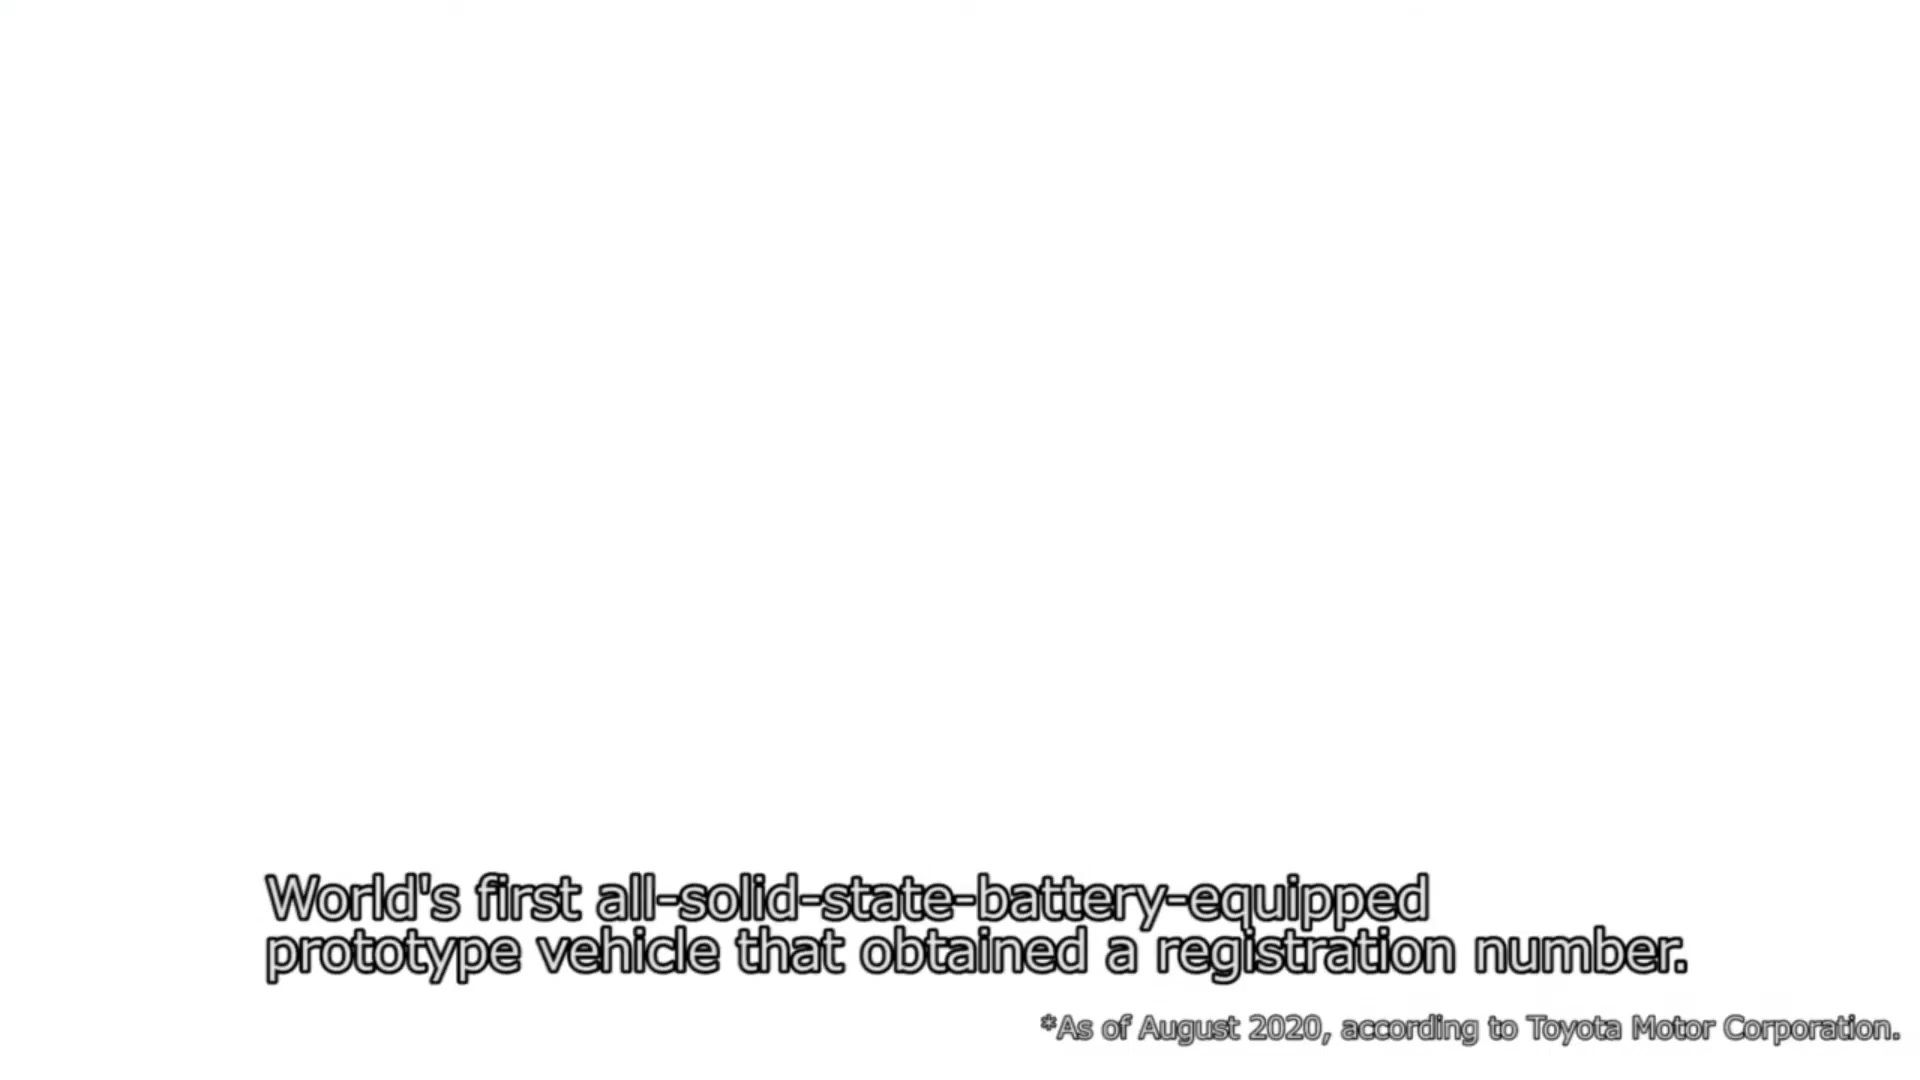 World's first all-solid-state-battery-equipped
prototype vehicle that obtained a registration number.
*As of August 2020, according to Toyota Motor Corporation.